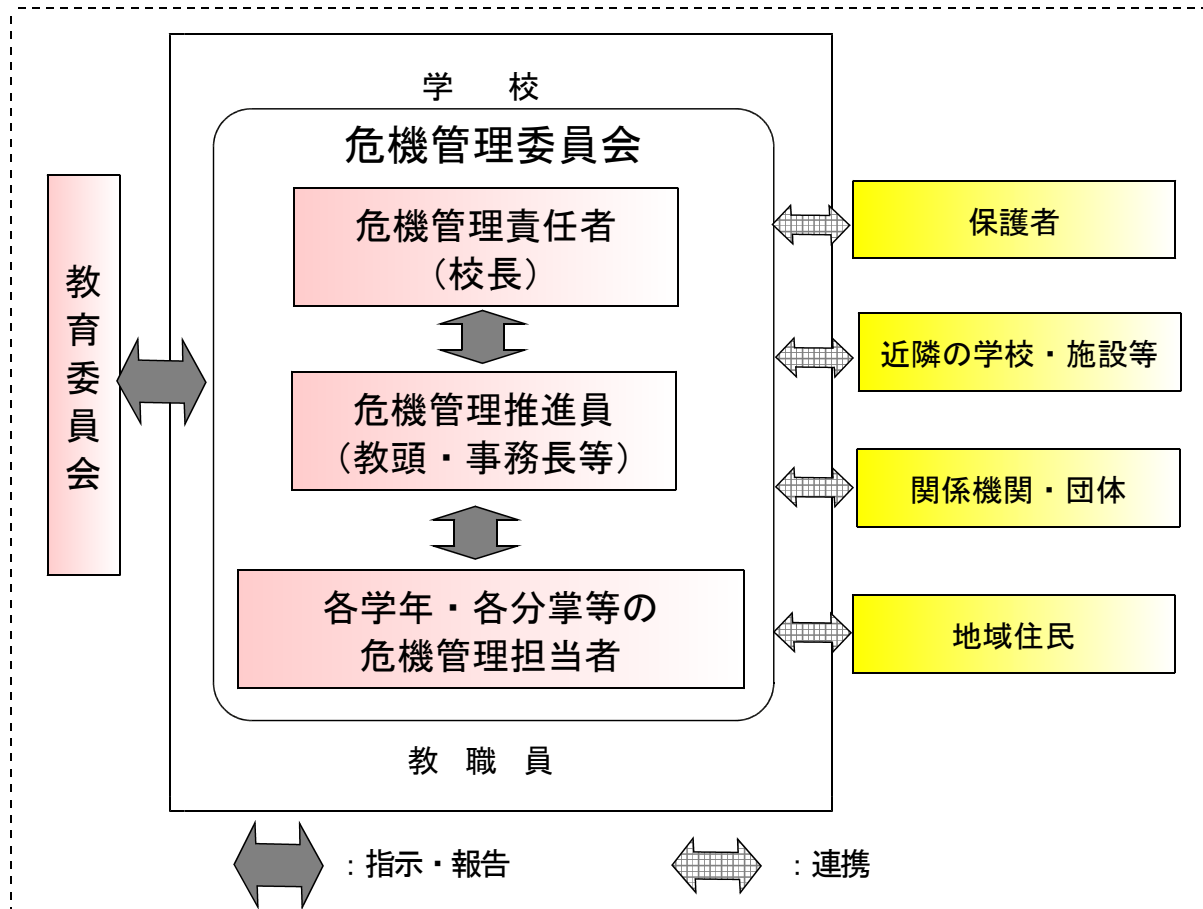 学　校
危機管理委員会
教育委員会
危機管理責任者
（校長）
危機管理推進員
（教頭・事務長等）
各学年・各分掌等の
危機管理担当者
教　職　員
保護者
近隣の学校・施設等
関係機関・団体
地域住民
：指示・報告
：連携